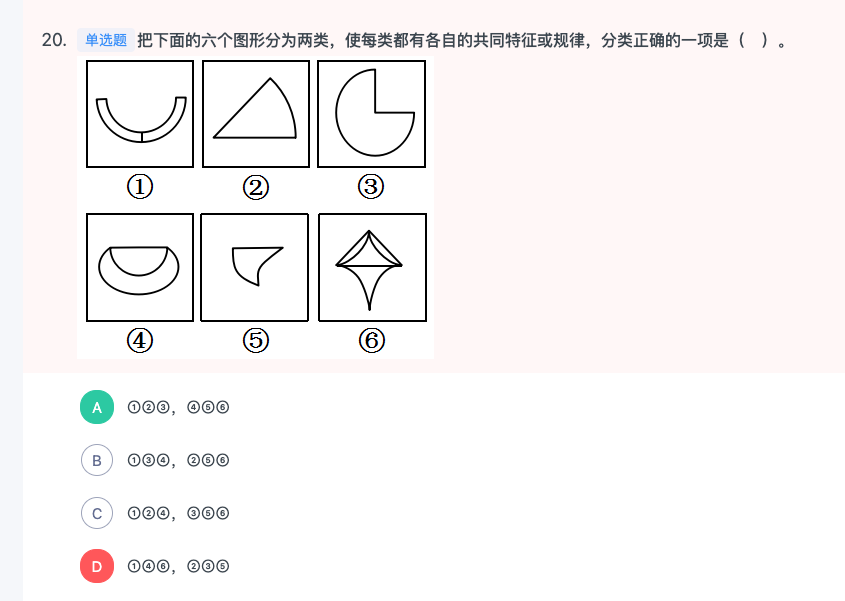 20. 单选题 把下面的六个图形分为两类，使每类都有各自的共同特征或规律，分类正确的一项是（ ）。
① ② ③
④ ⑤ ⑥
A ①②③，④⑤⑥
B ①③④，②⑤⑥
C ①②④，③⑤⑥
D ①④⑥，②③⑤